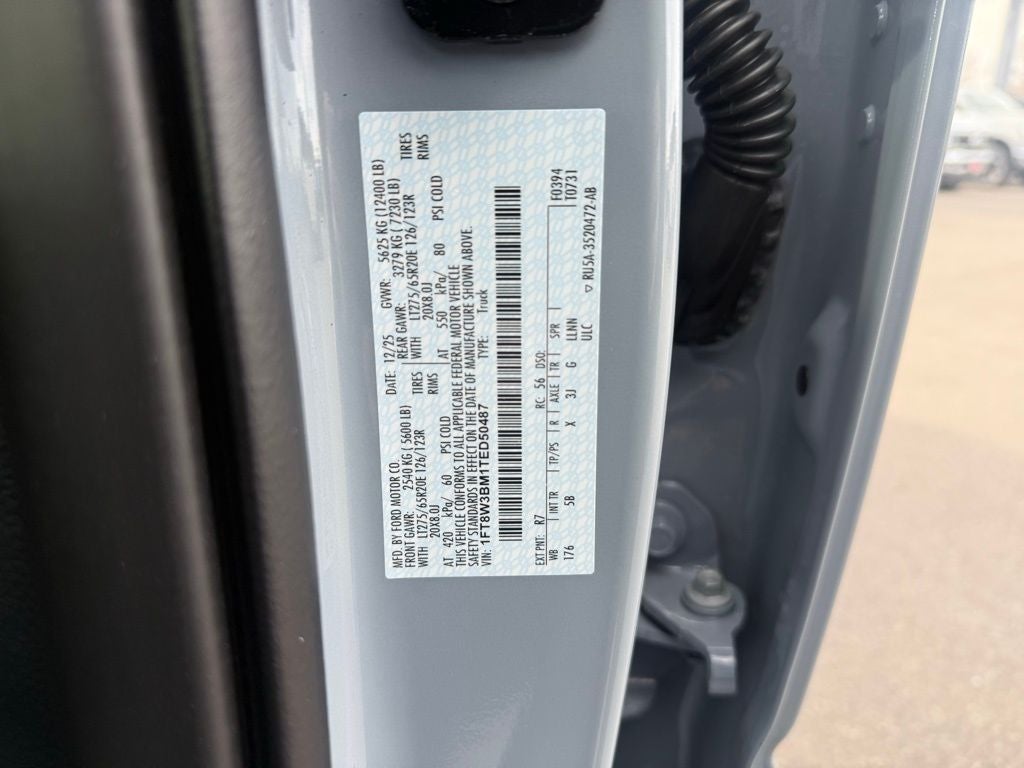 MFD. BY FORD MOTOR CO.
DATE: 12/25 GVWR: 5625 KG (12400 LB)
FRONT GAWR: 2540 KG ( 5600 LB)
REAR GAWR: 3279 KG ( 7230 LB)
WITH LT275/65R20E 126/123R TIRES
WITH LT275/65R20E 126/123R TIRES
20X8.0J RIMS
20X8.0J RIMS
AT 420 kPa/ 60 PSI COLD
AT 550 kPa/ 80 PSI COLD
THIS VEHICLE CONFORMS TO ALL APPLICABLE FEDERAL MOTOR VEHICLE
SAFETY STANDARDS IN EFFECT ON THE DATE OF MANUFACTURE SHOWN ABOVE.
VIN: 1FT8W3BM1TED50487 TYPE: Truck
F0394
T0731
EXT PNT: R7 RC: 56 DSO:
WB INT TR TP/PS R AXLE TR SPR
176 5B X 3J G LLNN
ULC RU5A-3520472-AB